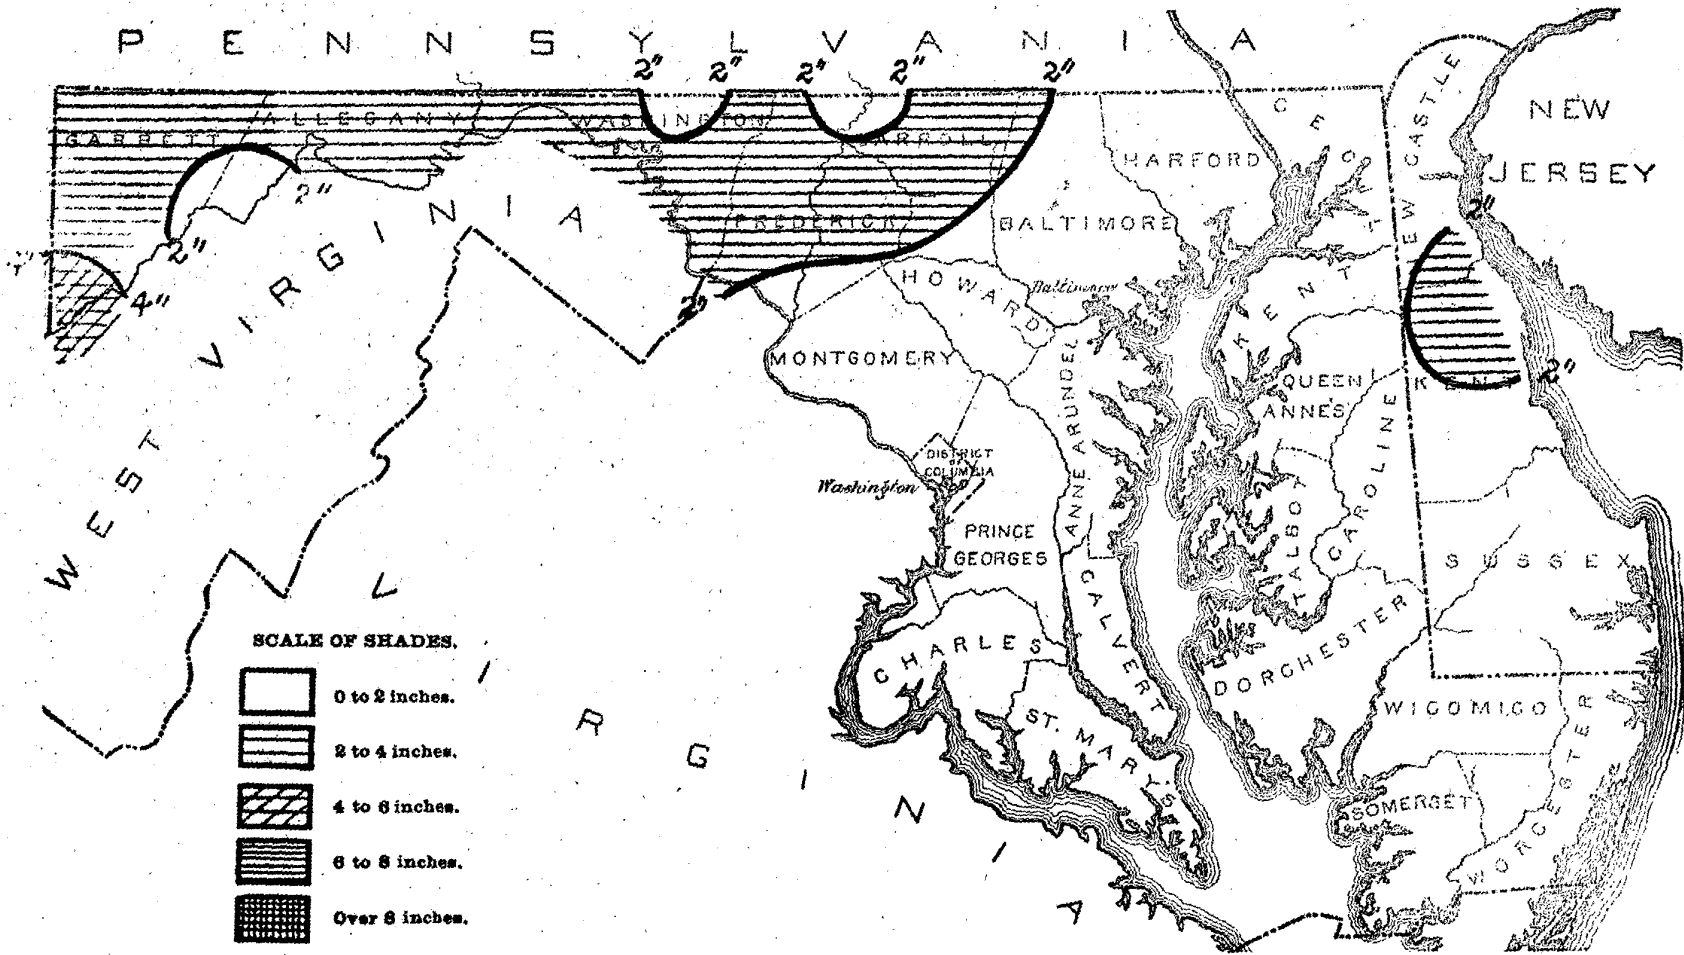 PENNSYLVANIA
2" 2" 2" 2" 2"
NEW
JERSEY
NEW CASTLE
CECIL
GARRETT
ALLEGANY
WASHINGTON
CARROLL
HARFORD
FREDERICK
BALTIMORE
2"
2"
2"
2"
4"
2"
WEST VIRGINIA
HOWARD
Baltimore
KENT
MONTGOMERY
ANNE ARUNDEL
QUEEN
ANNE'S
KENT
2"
CAROLINE
DISTRICT
OF
COLUMBIA
Washington
TALBOT
PRINCE
GEORGES
SUSSEX
CALVERT
CHARLES
DORCHESTER
ST. MARY'S
WICOMICO
WORCESTER
SOMERSET
VIRGINIA
SCALE OF SHADES.
0 to 2 inches.
2 to 4 inches.
4 to 6 inches.
6 to 8 inches.
Over 8 inches.